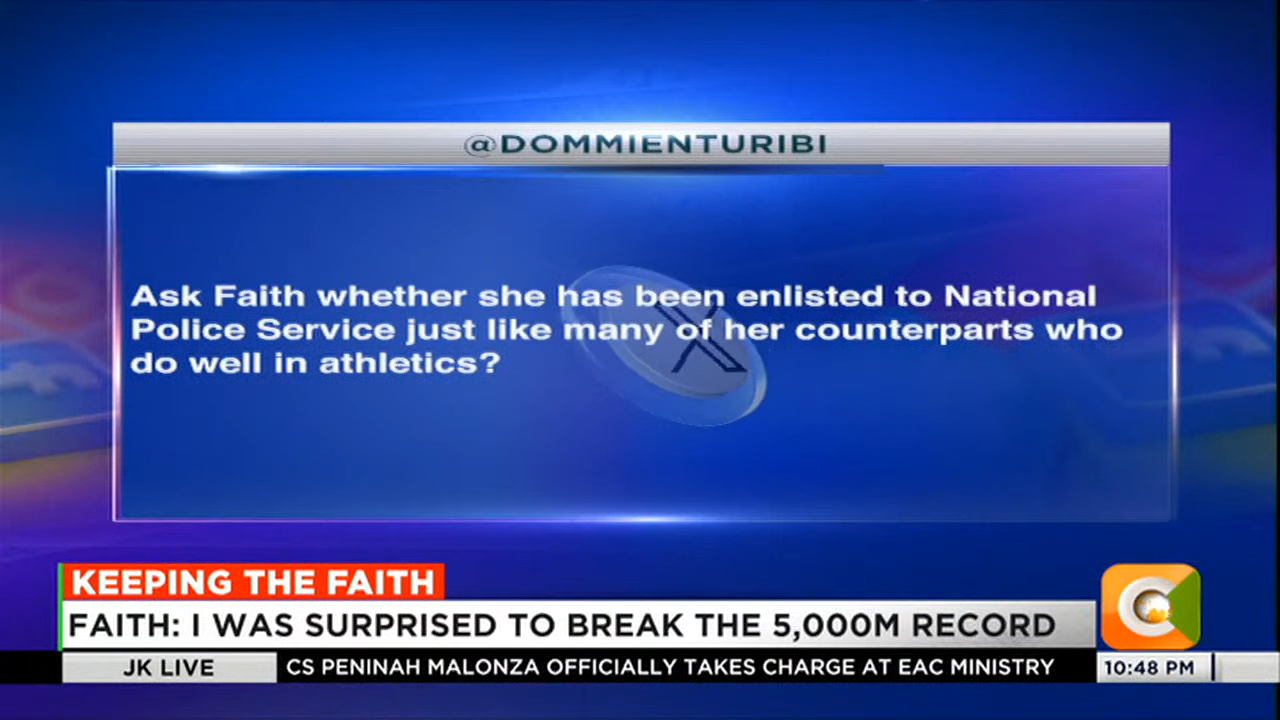 @DOMMIENTURIBI
Ask Faith whether she has been enlisted to National
Police Service just like many of her counterparts who
do well in athletics?
KEEPING THE FAITH
FAITH: I WAS SURPRISED TO BREAK THE 5,000M RECORD
JK LIVE
CS PENINAH MALONZA OFFICIALLY TAKES CHARGE AT EAC MINISTRY
10:48 PM